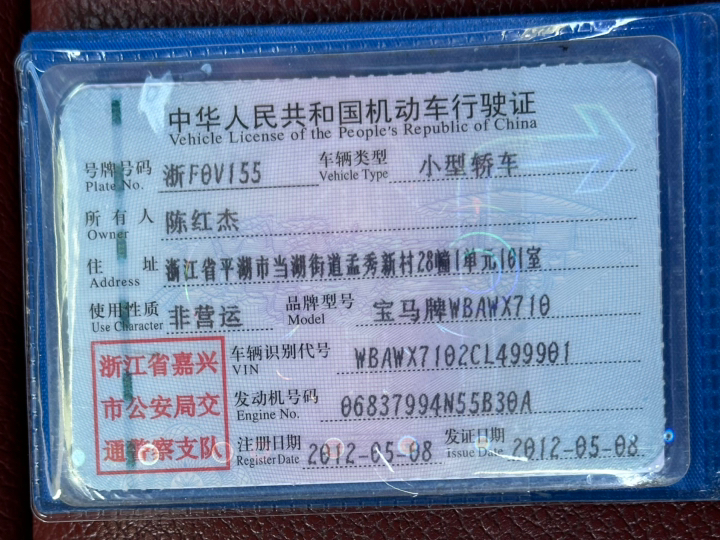 中华人民共和国机动车行驶证
Vehicle License of the People's Republic of China
号牌号码 Plate No. 浙F0V155 车辆类型 Vehicle Type 小型轿车
所有人 Owner 陈红杰
住址 Address 浙江省平湖市当湖街道孟秀新村28幢1单元101室
使用性质 Use Character 非营运 品牌型号 Model 宝马牌WBAWX710
车辆识别代号 VIN WBAWX7102CL499901
发动机号码 Engine No. 06837994N55B30A
注册日期 Register Date 2012-05-08 发证日期 issue Date 2012-05-08
浙江省嘉兴
市公安局交
通警察支队